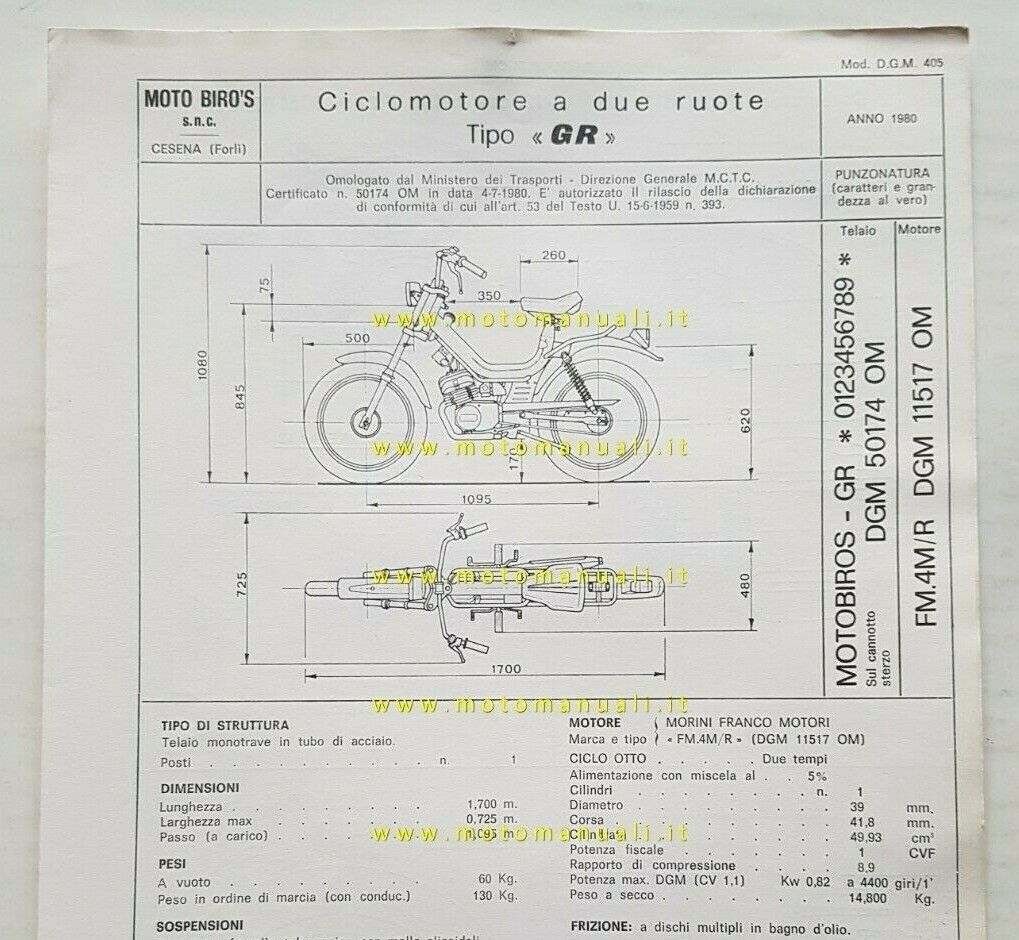 Mod. D.G.M. 405
MOTO BIRO'S
s.n.c.
CESENA (Forlì)
Ciclomotore a due ruote
Tipo « GR »
ANNO 1980
Omologato dal Ministero dei Trasporti - Direzione Generale M.C.T.C.
Certificato n. 50174 OM in data 4-7-1980. E' autorizzato il rilascio della dichiarazione
di conformità di cui all'art. 53 del Testo U. 15-6-1959 n. 393.
PUNZONATURA
(caratteri e gran-
dezza al vero)
Telaio
Motore
MOTOBIROS - GR * 0123456789 *
DGM 50174 OM
Sul cannotto
sterzo
FM.4M/R DGM 11517 OM
260
75
350
www.motomanuali.it
500
1080
845
620
www.motomanuali.it
170
1095
725
www.motomanuali.it
480
1700
www.motomanuali.it
TIPO DI STRUTTURA
Telaio monotrave in tubo di acciaio.
Posti . . . . . . . . . . . n. 1
DIMENSIONI
Lunghezza . . . . . . . . . 1,700 m.
Larghezza max . . . . . . . 0,725 m.
Passo (a carico) . . . . . . . 1,095 m
PESI
A vuoto . . . . . . . . . 60 Kg.
Peso in ordine di marcia (con conduc.) 130 Kg.
SOSPENSIONI
MOTORE ( MORINI FRANCO MOTORI
Marca e tipo ) « FM.4M/R » (DGM 11517 OM)
CICLO OTTO . . . . . Due tempi
Alimentazione con miscela al . . 5%
Cilindri . . . . . . . . n. 1
Diametro . . . . . . . . 39 mm.
Corsa . . . . . . . . 41,8 mm.
www.motomanuali.it
Cilindrata . . . . . . . 49,93 cm³
Potenza fiscale . . . . . . 1 CVF
Rapporto di compressione . . . . 8,9
Potenza max. DGM (CV 1,1) Kw 0,82 a 4400 giri/1'
Peso a secco . . . . . . . 14,800 Kg.
FRIZIONE: a dischi multipli in bagno d'olio.